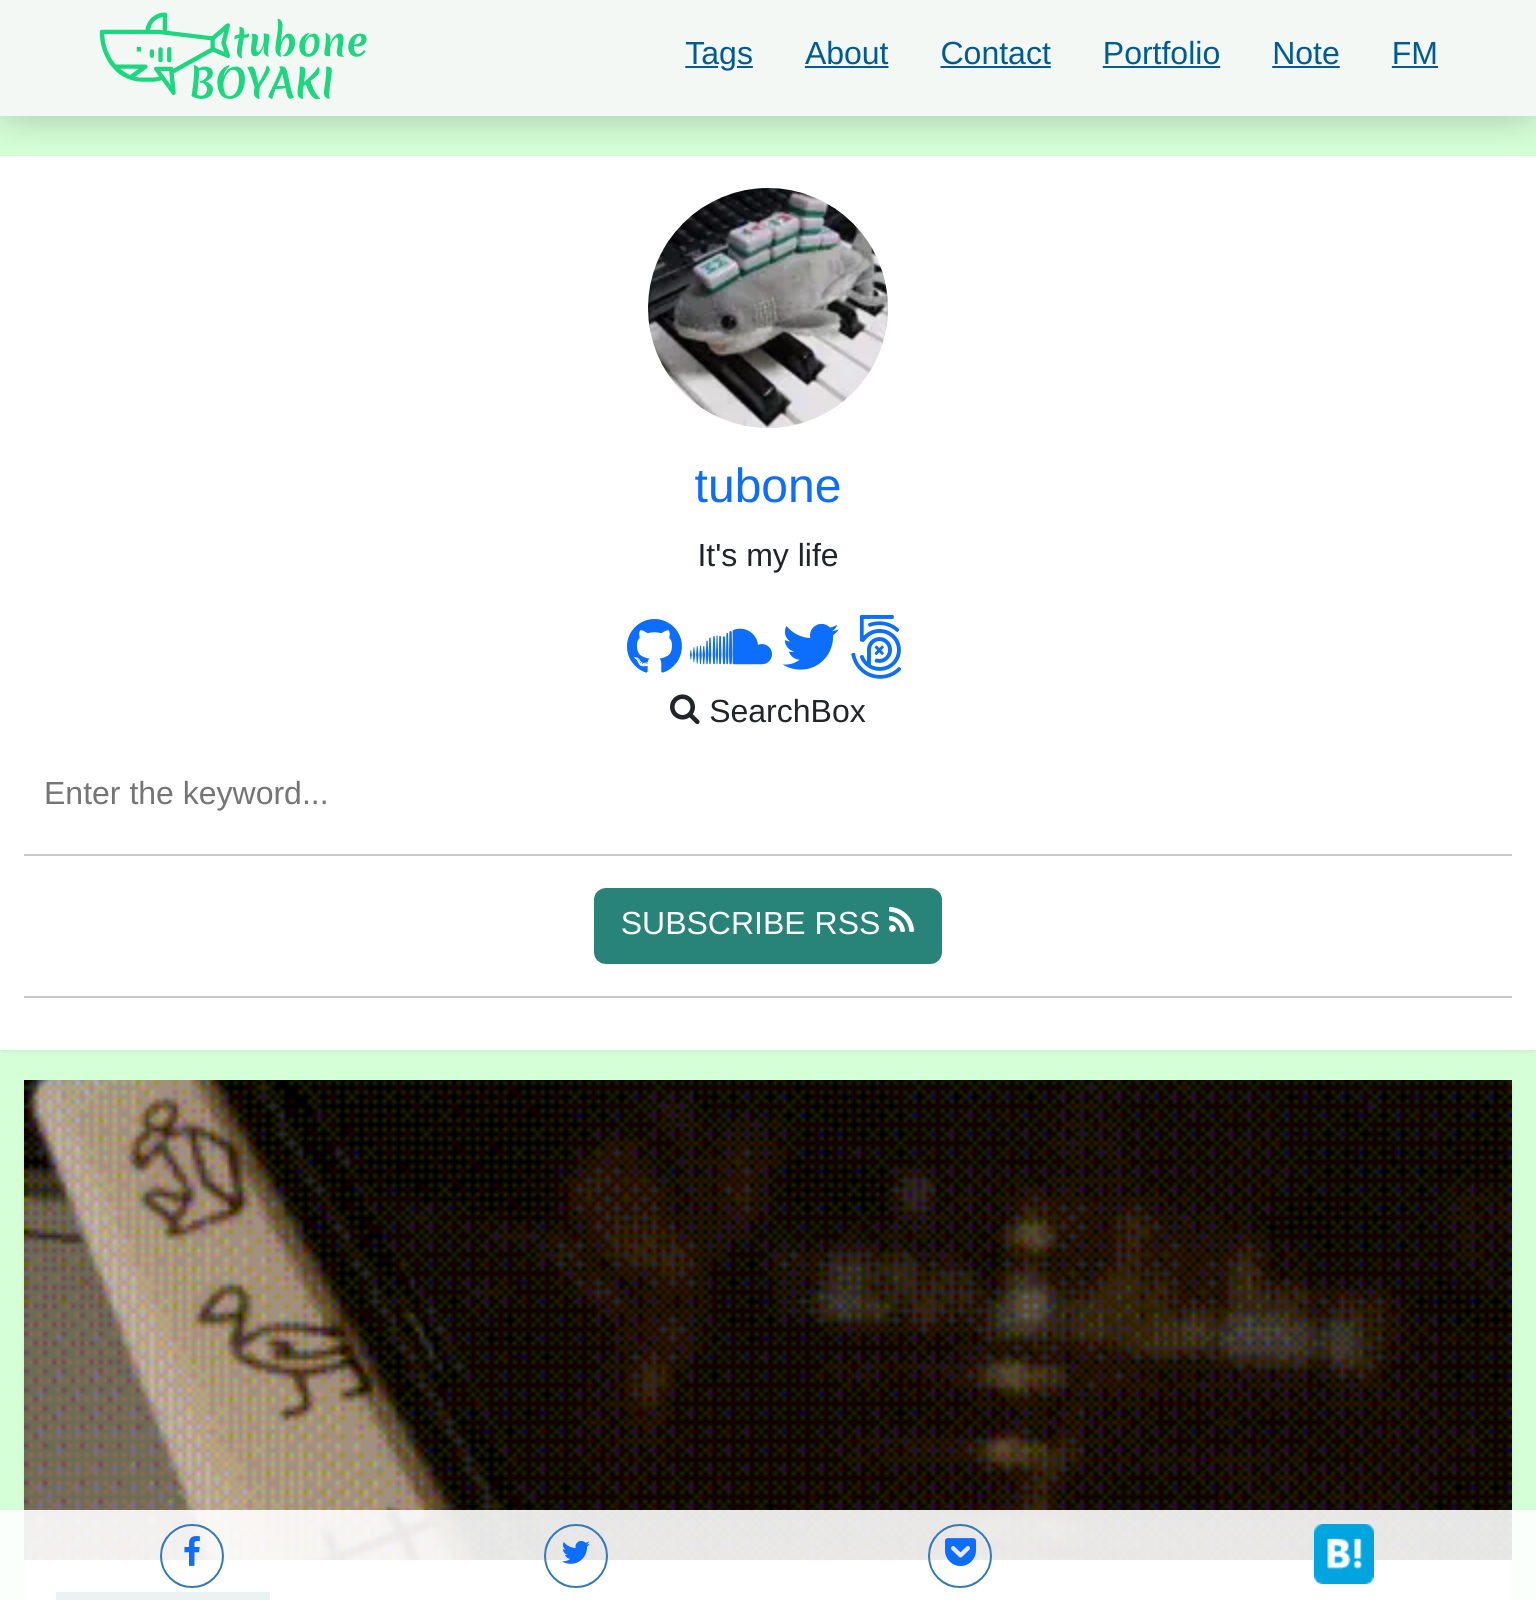 tubone
BOYAKI
Tags About Contact Portfolio Note FM
tubone
It's my life
SearchBox
Enter the keyword...
SUBSCRIBE RSS
B!